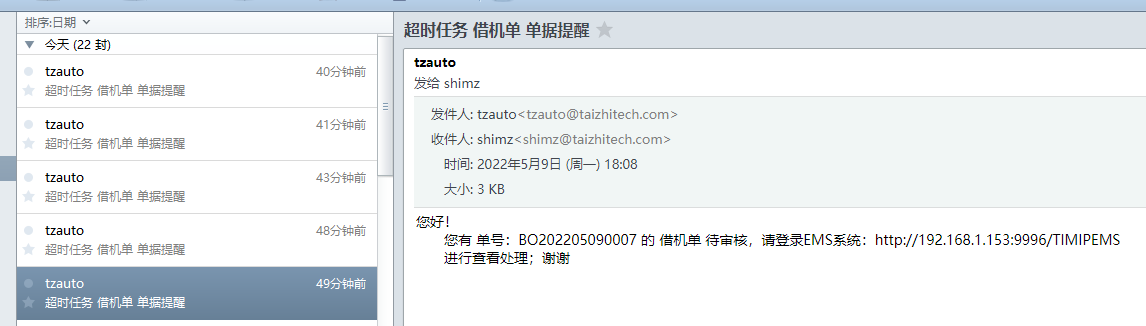 排序:日期
今天 (22 封)
tzauto
40分钟前
超时任务 借机单 单据提醒
tzauto
41分钟前
超时任务 借机单 单据提醒
tzauto
43分钟前
超时任务 借机单 单据提醒
tzauto
48分钟前
超时任务 借机单 单据提醒
tzauto
49分钟前
超时任务 借机单 单据提醒
超时任务 借机单 单据提醒
tzauto
发给 shimz
发件人: tzauto<tzauto@taizhitech.com>
收件人: shimz<shimz@taizhitech.com>
时间: 2022年5月9日 (周一) 18:08
大小: 3 KB
您好！
您有 单号：BO202205090007 的 借机单 待审核，请登录EMS系统：http://192.168.1.153:9996/TIMIPEMS
进行查看处理；谢谢